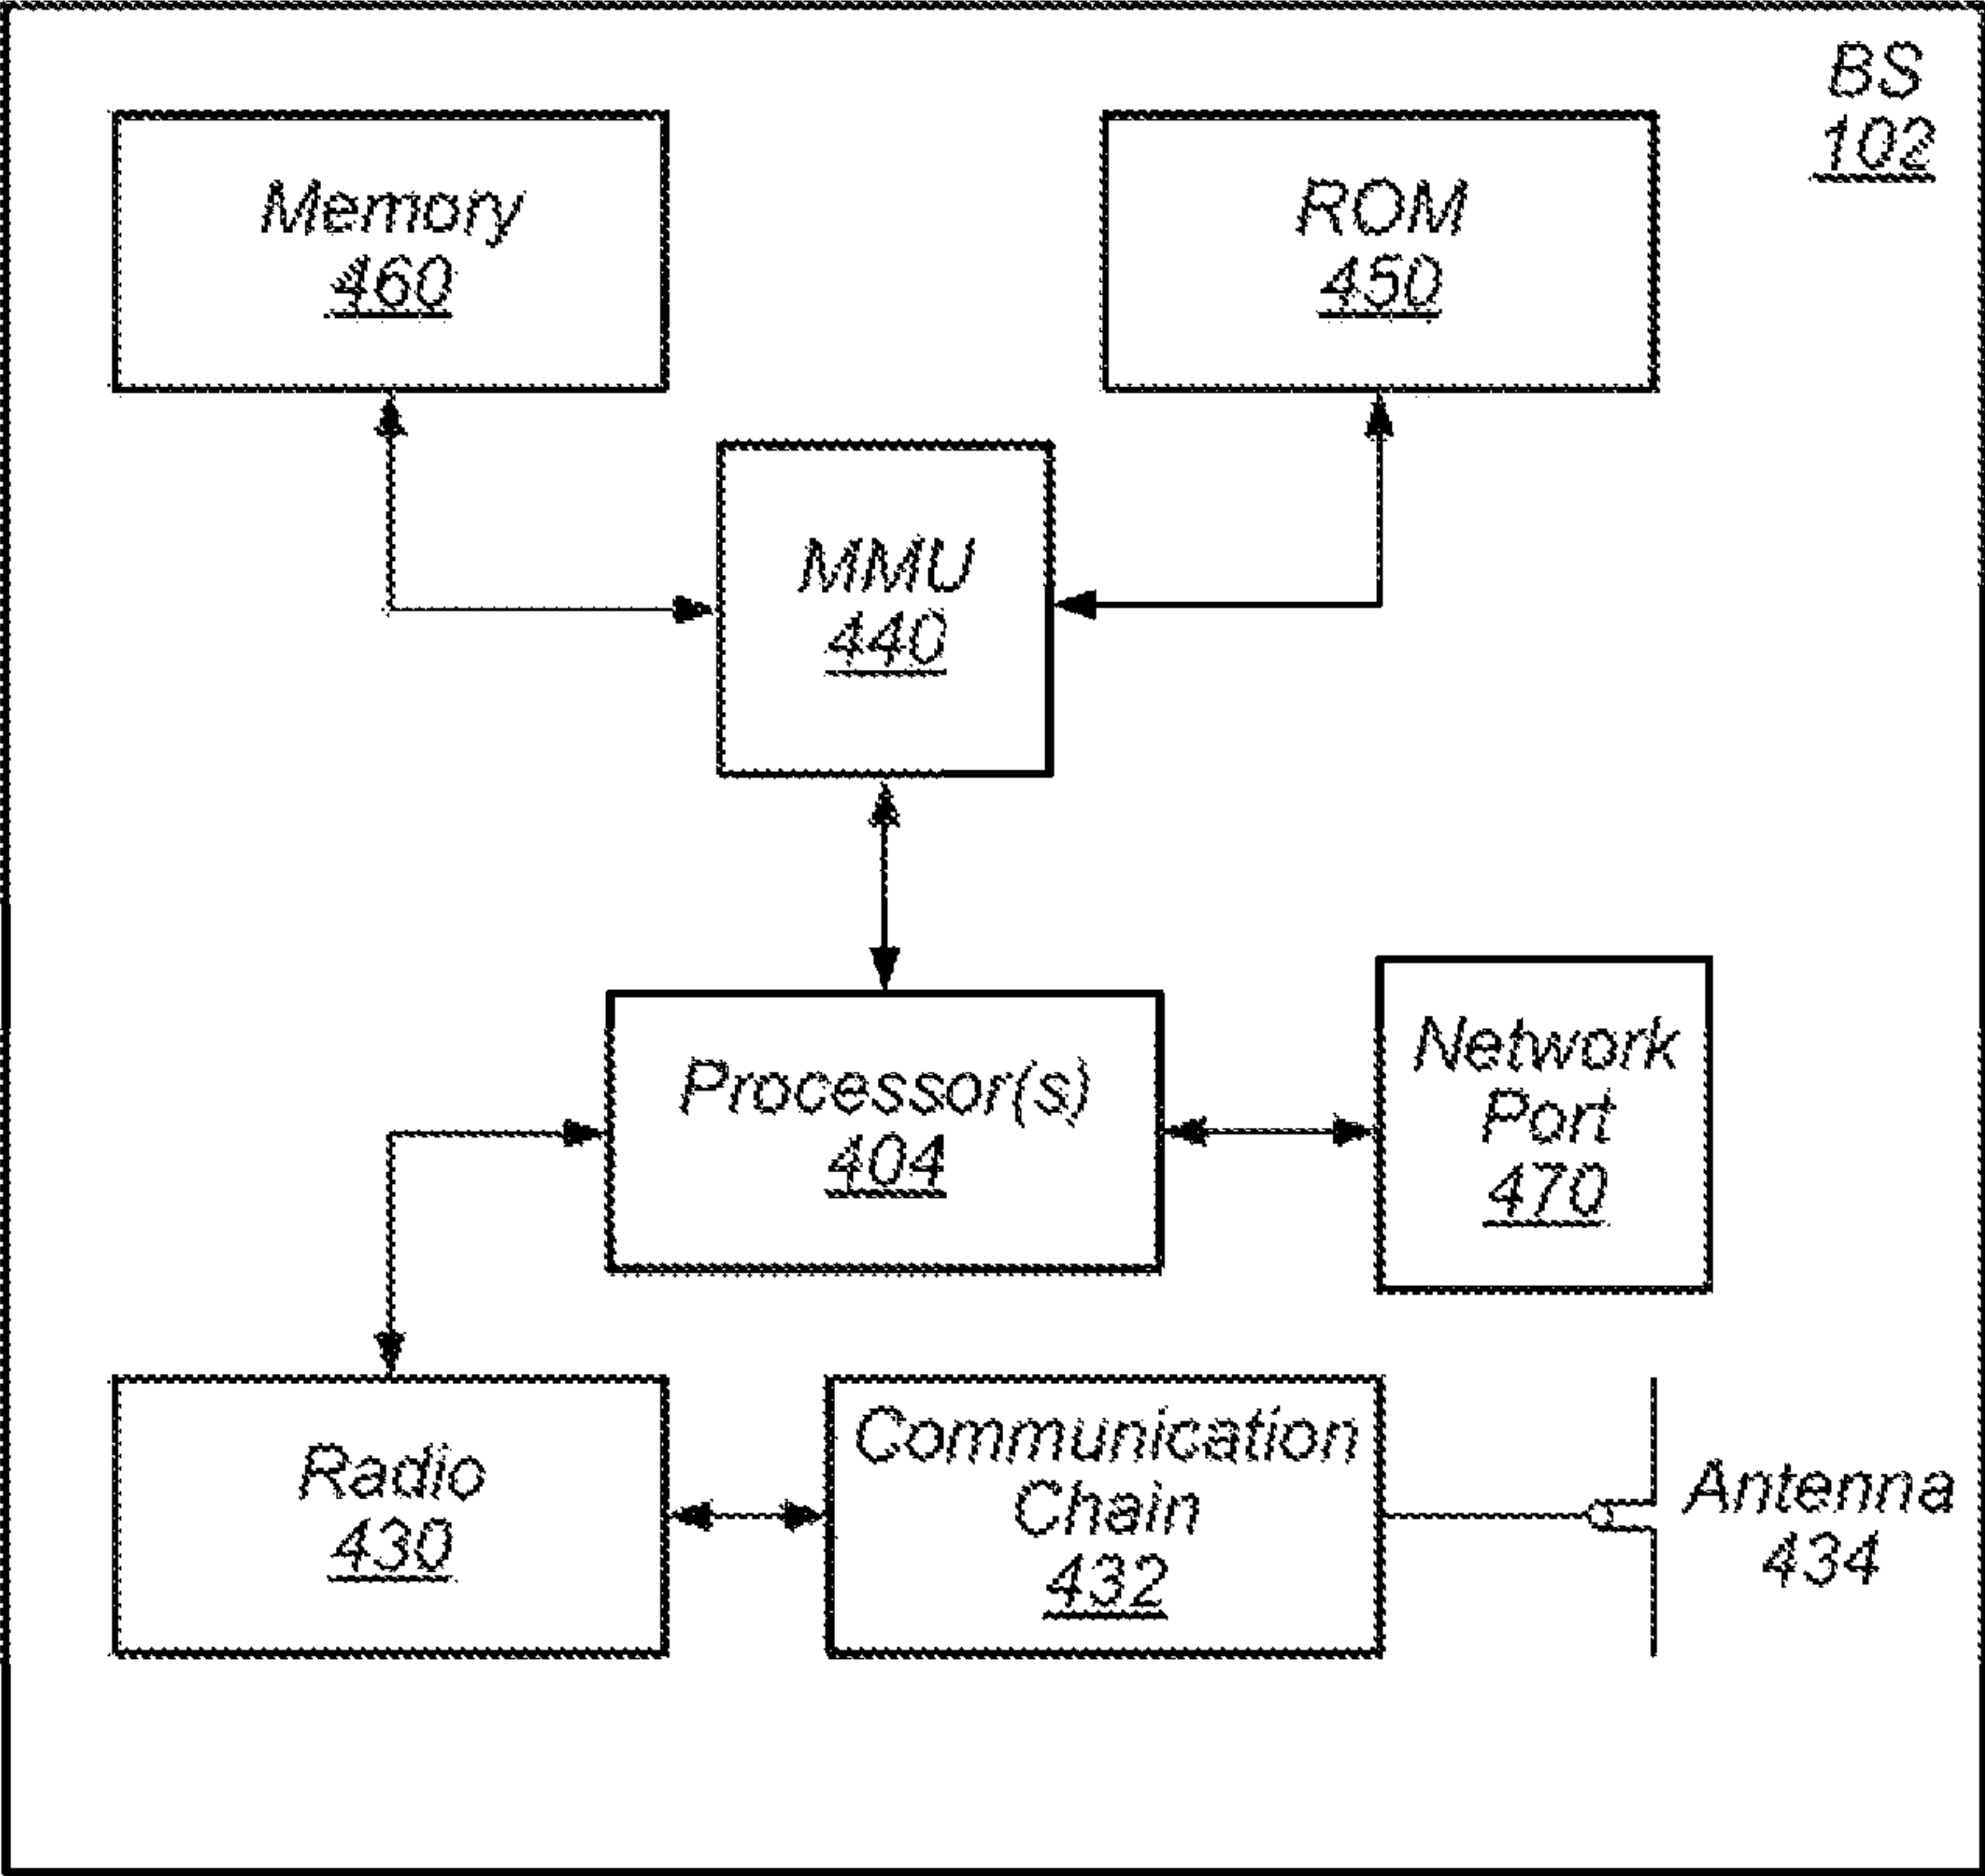 BS
102
Memory
460
ROM
450
MMU
440
Processor(s)
404
Network
Port
470
Radio
430
Communication
Chain
432
Antenna
434